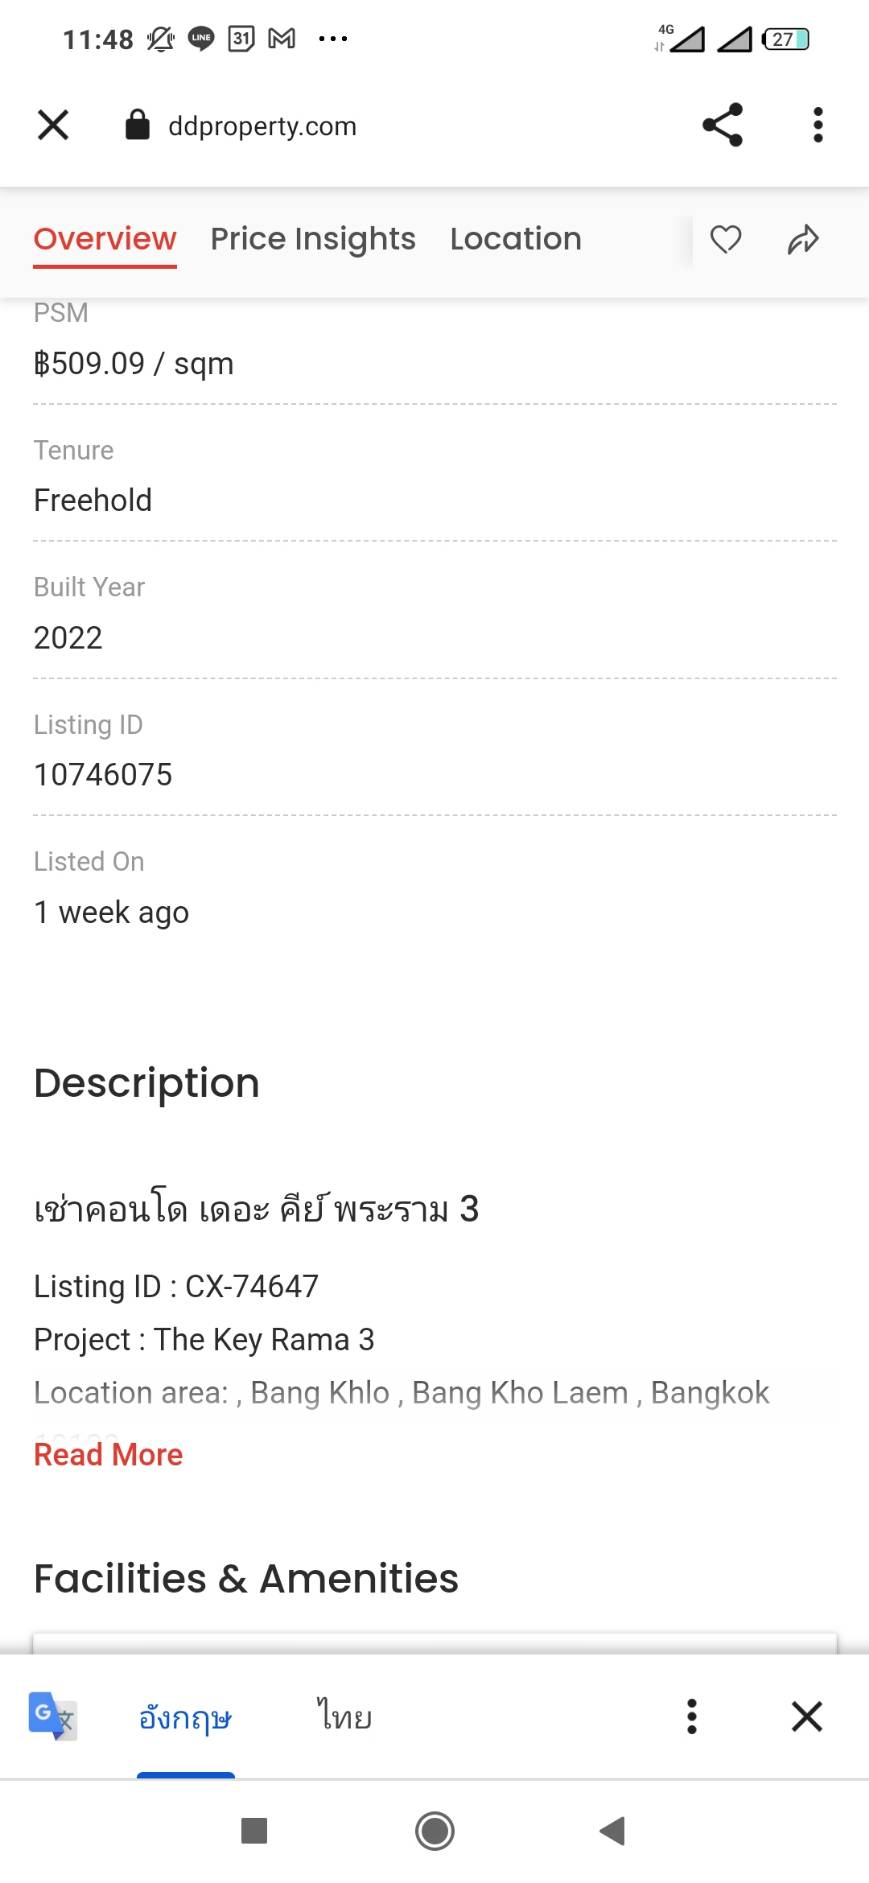 11:48 LINE 31 4G 27
ddproperty.com
Overview Price Insights Location
PSM
฿509.09 / sqm
Tenure
Freehold
Built Year
2022
Listing ID
10746075
Listed On
1 week ago
Description
เช่าคอนโด เดอะ คีย์ พระราม 3
Listing ID : CX-74647
Project : The Key Rama 3
Location area: , Bang Khlo , Bang Kho Laem , Bangkok
Read More
Facilities & Amenities
G 文 อังกฤษ ไทย